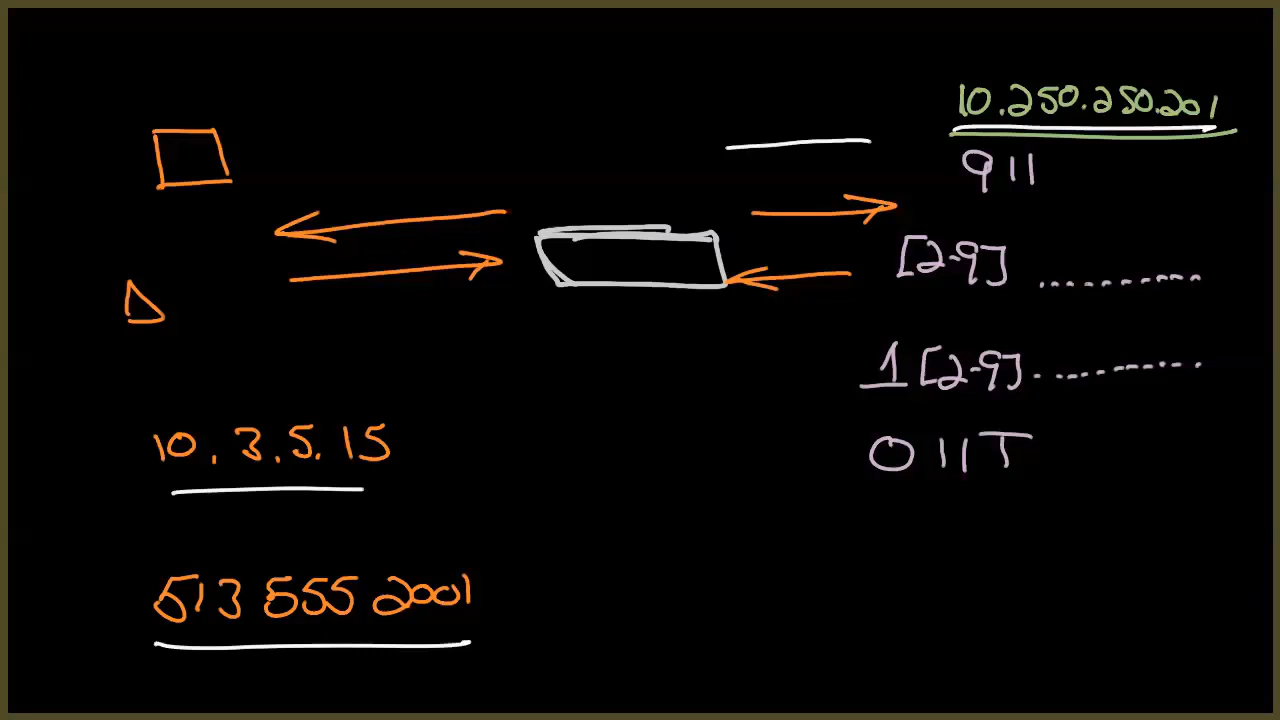 10.250.250.201
911
[2-9] ..........
1[2-9] ..........
011T
10.3.5.15
513 555 2001